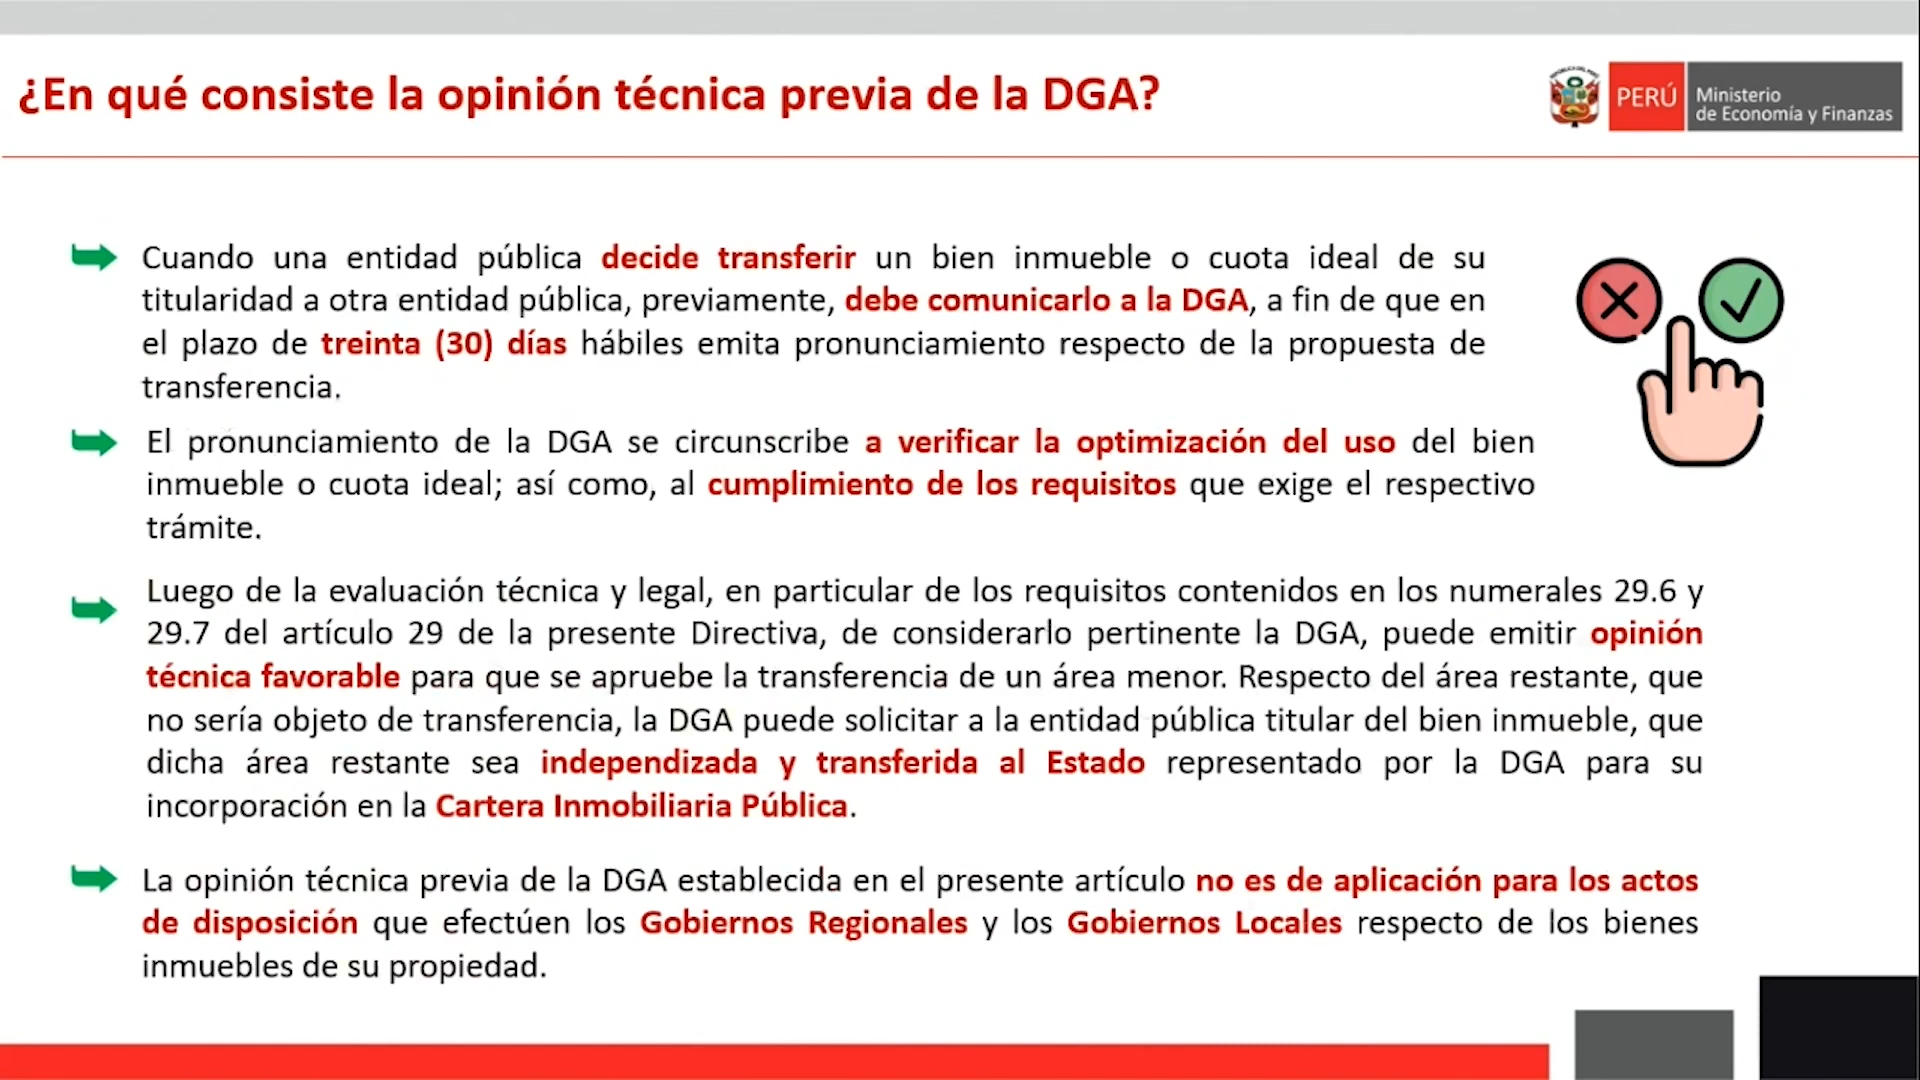 ¿En qué consiste la opinión técnica previa de la DGA?
PERÚ
Ministerio
de Economía y Finanzas
Cuando una entidad pública decide transferir un bien inmueble o cuota ideal de su
titularidad a otra entidad pública, previamente, debe comunicarlo a la DGA, a fin de que en
el plazo de treinta (30) días hábiles emita pronunciamiento respecto de la propuesta de
transferencia.
El pronunciamiento de la DGA se circunscribe a verificar la optimización del uso del bien
inmueble o cuota ideal; así como, al cumplimiento de los requisitos que exige el respectivo
trámite.
Luego de la evaluación técnica y legal, en particular de los requisitos contenidos en los numerales 29.6 y
29.7 del artículo 29 de la presente Directiva, de considerarlo pertinente la DGA, puede emitir opinión
técnica favorable para que se apruebe la transferencia de un área menor. Respecto del área restante, que
no sería objeto de transferencia, la DGA puede solicitar a la entidad pública titular del bien inmueble, que
dicha área restante sea independizada y transferida al Estado representado por la DGA para su
incorporación en la Cartera Inmobiliaria Pública.
La opinión técnica previa de la DGA establecida en el presente artículo no es de aplicación para los actos
de disposición que efectúen los Gobiernos Regionales y los Gobiernos Locales respecto de los bienes
inmuebles de su propiedad.